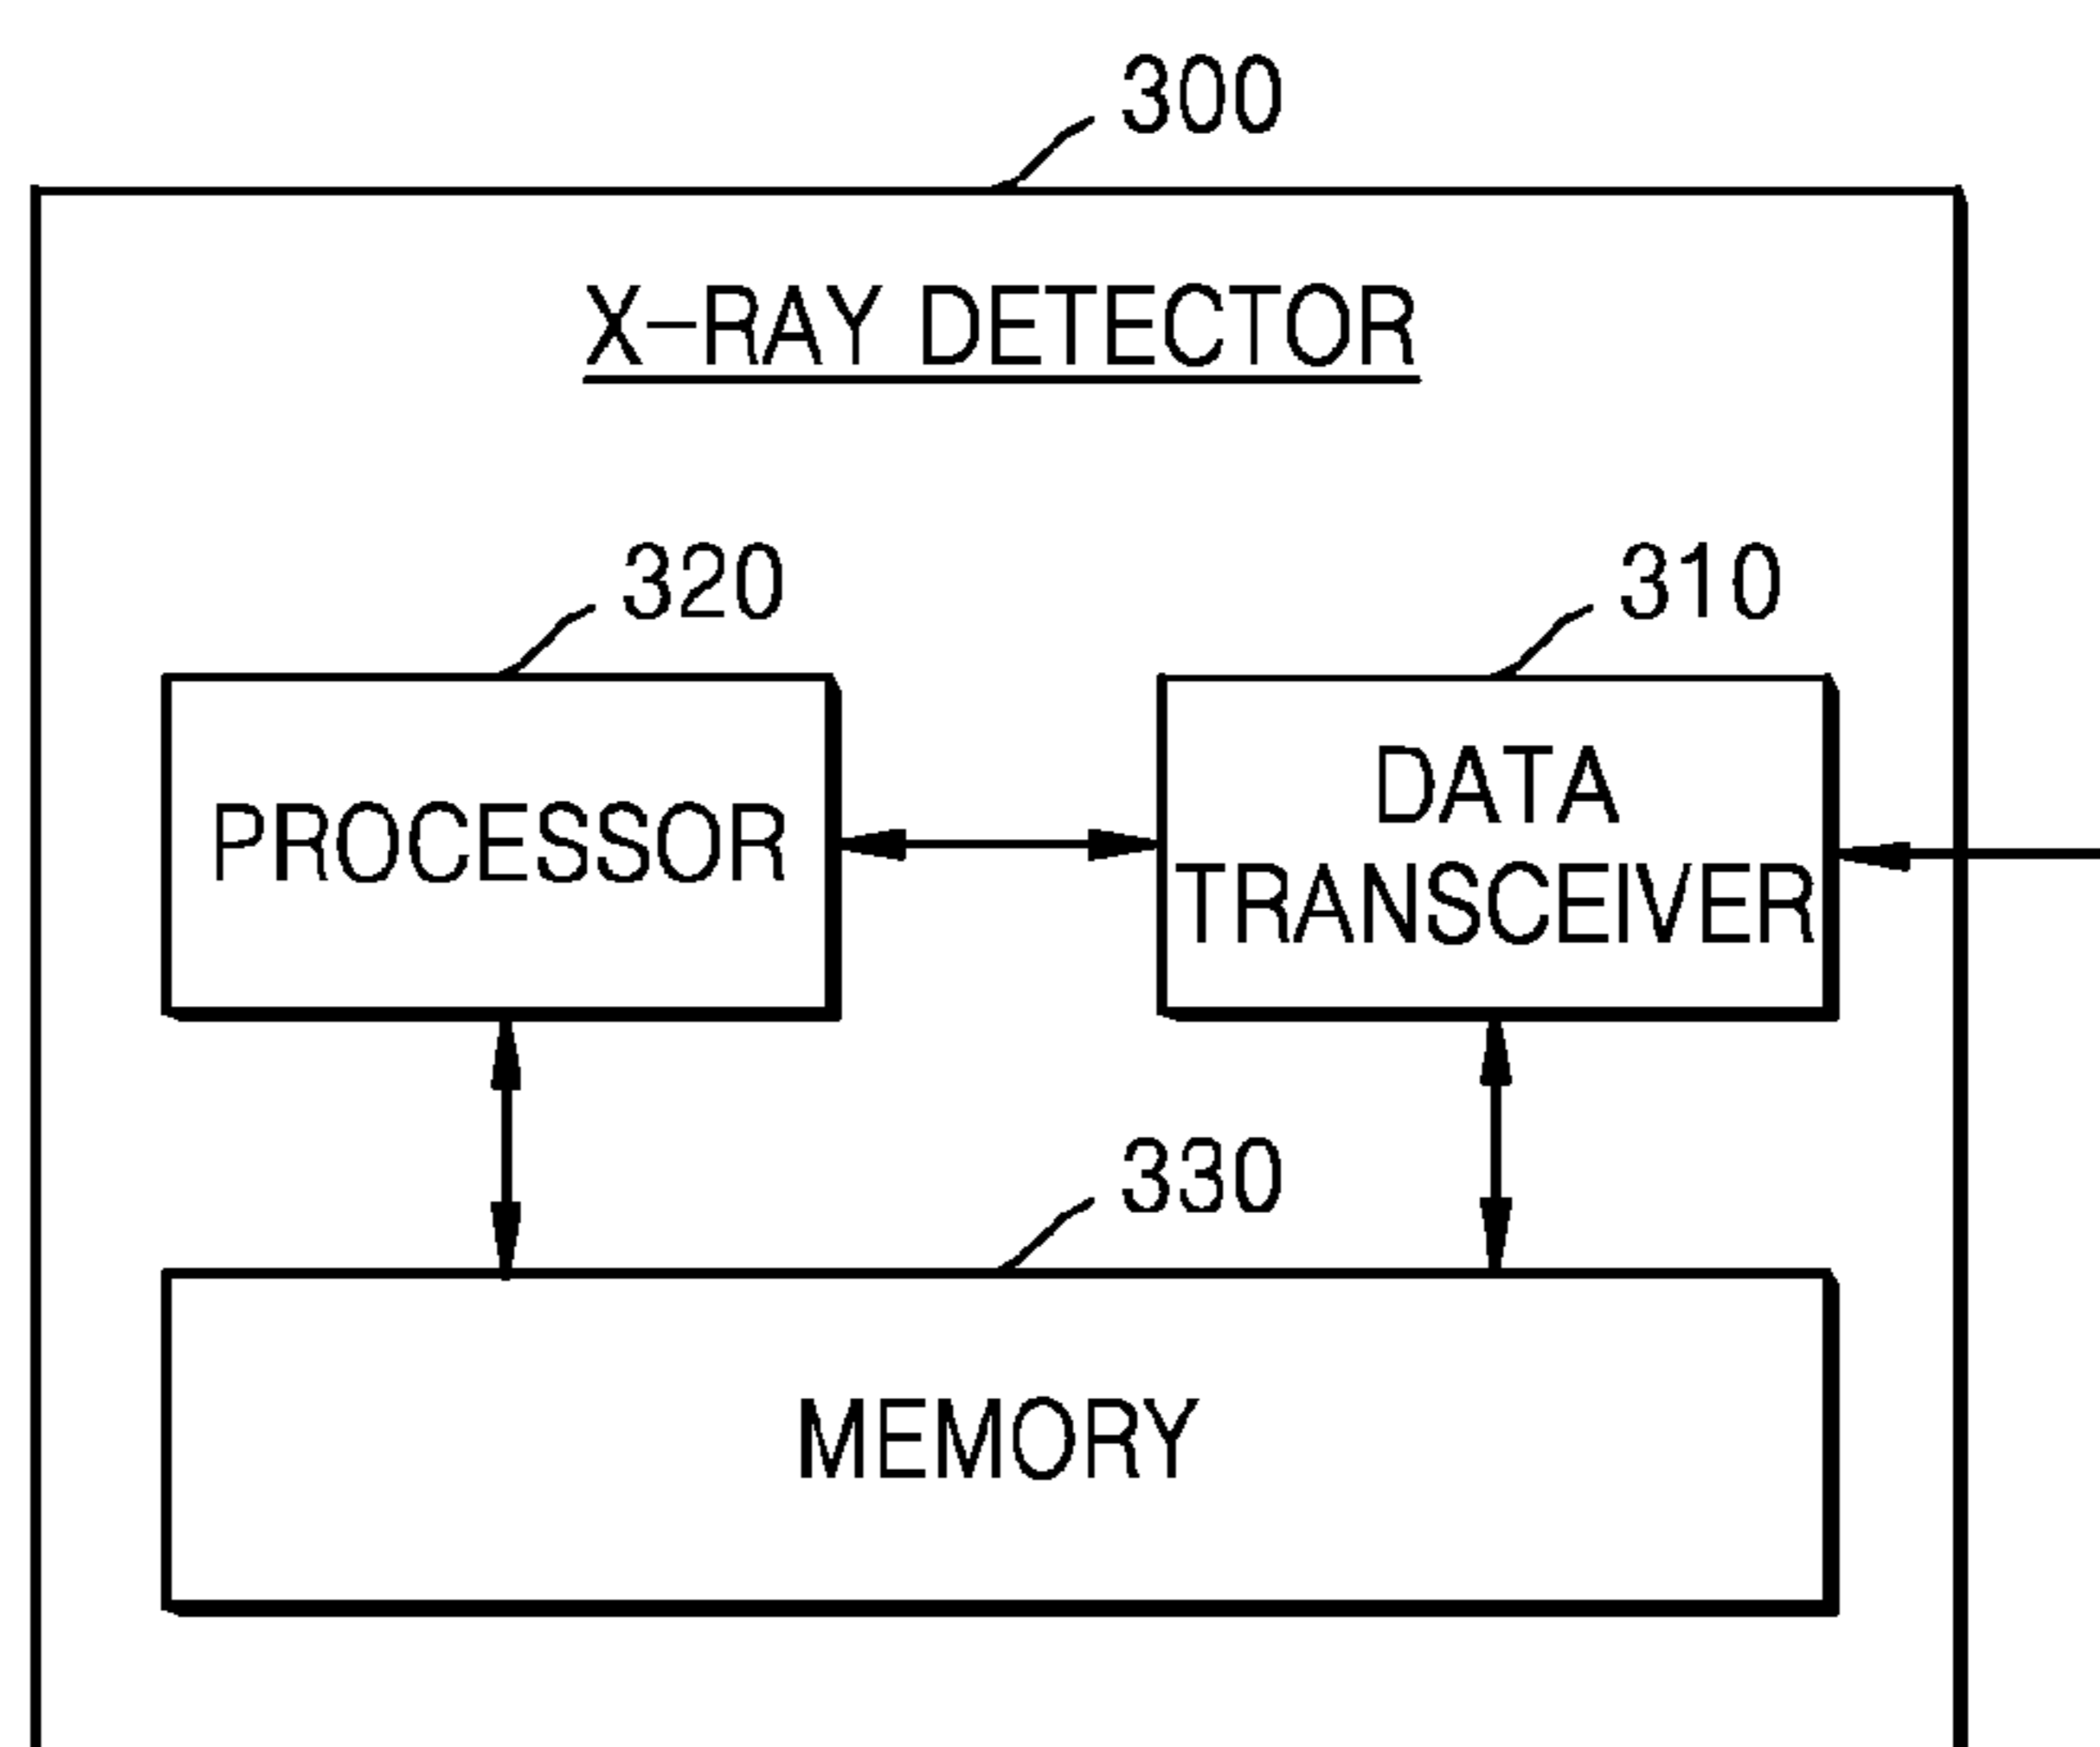 300
X-RAY DETECTOR
320
310
PROCESSOR
DATA
TRANSCEIVER
330
MEMORY